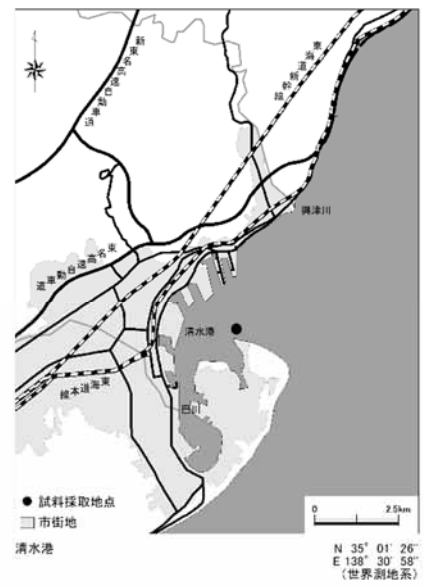 新東名高速自動車道
東海道新幹線
興津川
東名高速自動車道
清水港
東海道本線
巴川
● 試料採取地点
市街地
0 2.5km
清水港
N 35° 01′ 26″
E 138° 30′ 58″
(世界測地系)